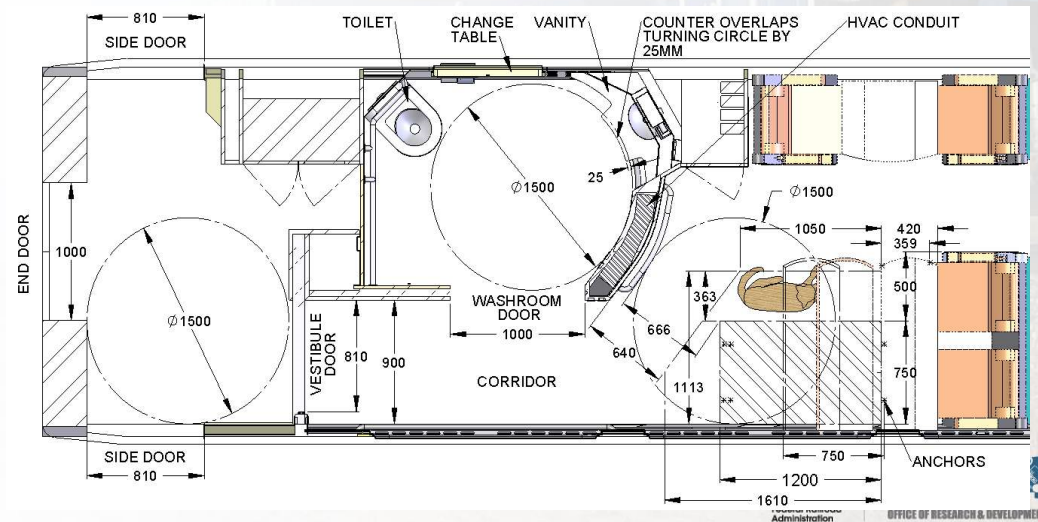 810
SIDE DOOR
TOILET
CHANGE
TABLE
VANITY
COUNTER OVERLAPS
TURNING CIRCLE BY
25MM
HVAC CONDUIT
25
Ø1500
Ø1500
1050
420
359
END DOOR
1000
Ø1500
363
500
WASHROOM
DOOR
1000
VESTIBULE
DOOR
810
900
CORRIDOR
666
640
1113
750
SIDE DOOR
810
750
ANCHORS
1200
1610
Administration
OFFICE OF RESEARCH & DEVELOPME